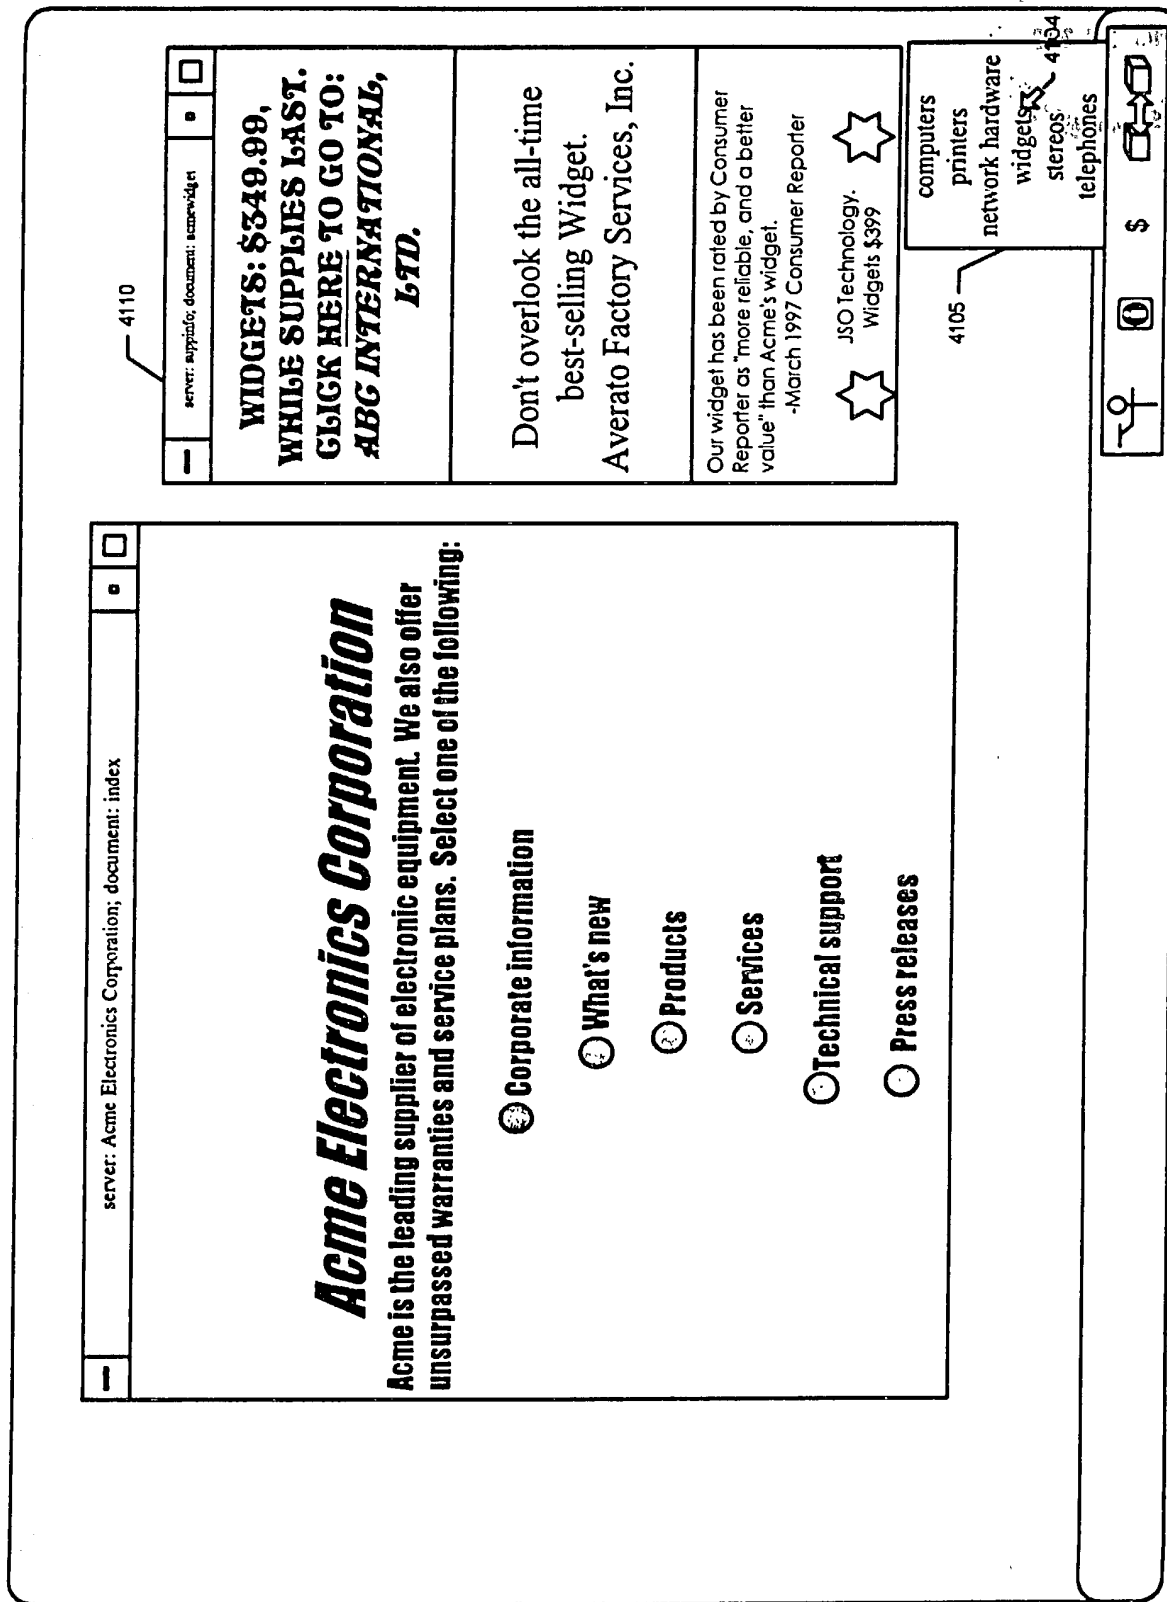 server: Acme Electronics Corporation; document: index
Acme Electronics Corporation
Acme is the leading supplier of electronic equipment. We also offer
unsurpassed warranties and service plans. Select one of the following:
Corporate information
What's new
Products
Services
Technical support
Press releases
4110
server: suppinfo; document: acmewidget
WIDGETS: $349.99,
WHILE SUPPLIES LAST.
CLICK HERE TO GO TO:
ABC INTERNATIONAL,
LTD.
Don't overlook the all-time
best-selling Widget.
Averato Factory Services, Inc.
Our widget has been rated by Consumer
Reporter as "more reliable, and a better
value" than Acme's widget.
-March 1997 Consumer Reporter
JSO Technology.
Widgets $399
4105
computers
printers
network hardware
widgets
stereos
telephones
4104
$